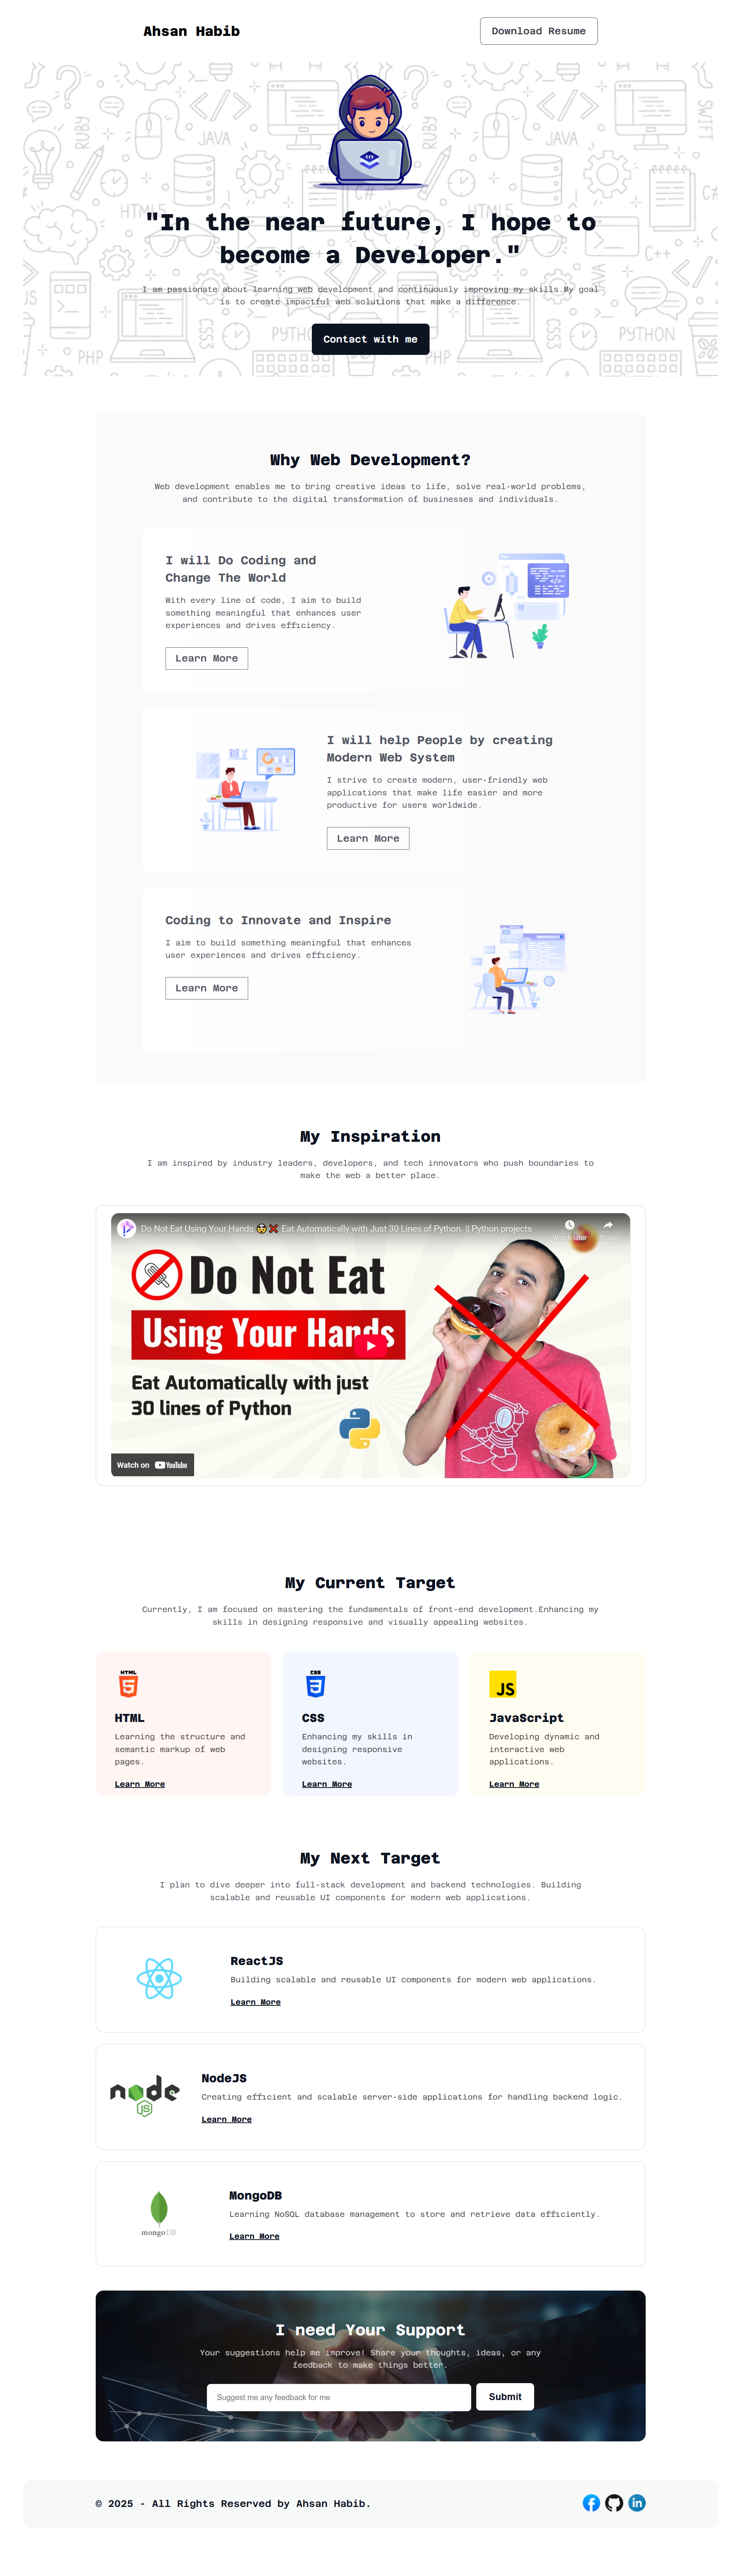 Ahsan Habib
Download Resume
RUBY
JAVA
HTML
C#
RUBY
JAVA
SWIFT
C#
HTML5
C++
C++
JS
PHP
PYTHON
PHP
PYTHON
"In the near future, I hope to
become a Developer."
I am passionate about learning web development and continuously improving my skills.My goal
is to create impactful web solutions that make a difference.
Contact with me
Why Web Development?
Web development enables me to bring creative ideas to life, solve real-world problems,
and contribute to the digital transformation of businesses and individuals.
I will Do Coding and
Change The World
With every line of code, I aim to build
something meaningful that enhances user
experiences and drives efficiency.
Learn More
I will help People by creating
Modern Web System
I strive to create modern, user-friendly web
applications that make life easier and more
productive for users worldwide.
Learn More
Coding to Innovate and Inspire
I aim to build something meaningful that enhances
user experiences and drives efficiency.
Learn More
My Inspiration
I am inspired by industry leaders, developers, and tech innovators who push boundaries to
make the web a better place.
Do Not Eat Using Your Hands 🤠❌ Eat Automatically with Just 30 Lines of Python. || Python projects
Watch later
Share
Do Not Eat
Using Your Hands
Eat Automatically with just
30 lines of Python
Watch on YouTube
My Current Target
Currently, I am focused on mastering the fundamentals of front-end development.Enhancing my
skills in designing responsive and visually appealing websites.
HTML
5
HTML
Learning the structure and
semantic markup of web
pages.
Learn More
CSS
3
CSS
Enhancing my skills in
designing responsive
websites.
Learn More
JS
JavaScript
Developing dynamic and
interactive web
applications.
Learn More
My Next Target
I plan to dive deeper into full-stack development and backend technologies. Building
scalable and reusable UI components for modern web applications.
ReactJS
Building scalable and reusable UI components for modern web applications.
Learn More
node
JS
NodeJS
Creating efficient and scalable server-side applications for handling backend logic.
Learn More
mongoDB
MongoDB
Learning NoSQL database management to store and retrieve data efficiently.
Learn More
I need Your Support
Your suggestions help me improve! Share your thoughts, ideas, or any
feedback to make things better.
Suggest me any feedback for me
Submit
© 2025 - All Rights Reserved by Ahsan Habib.
f
in